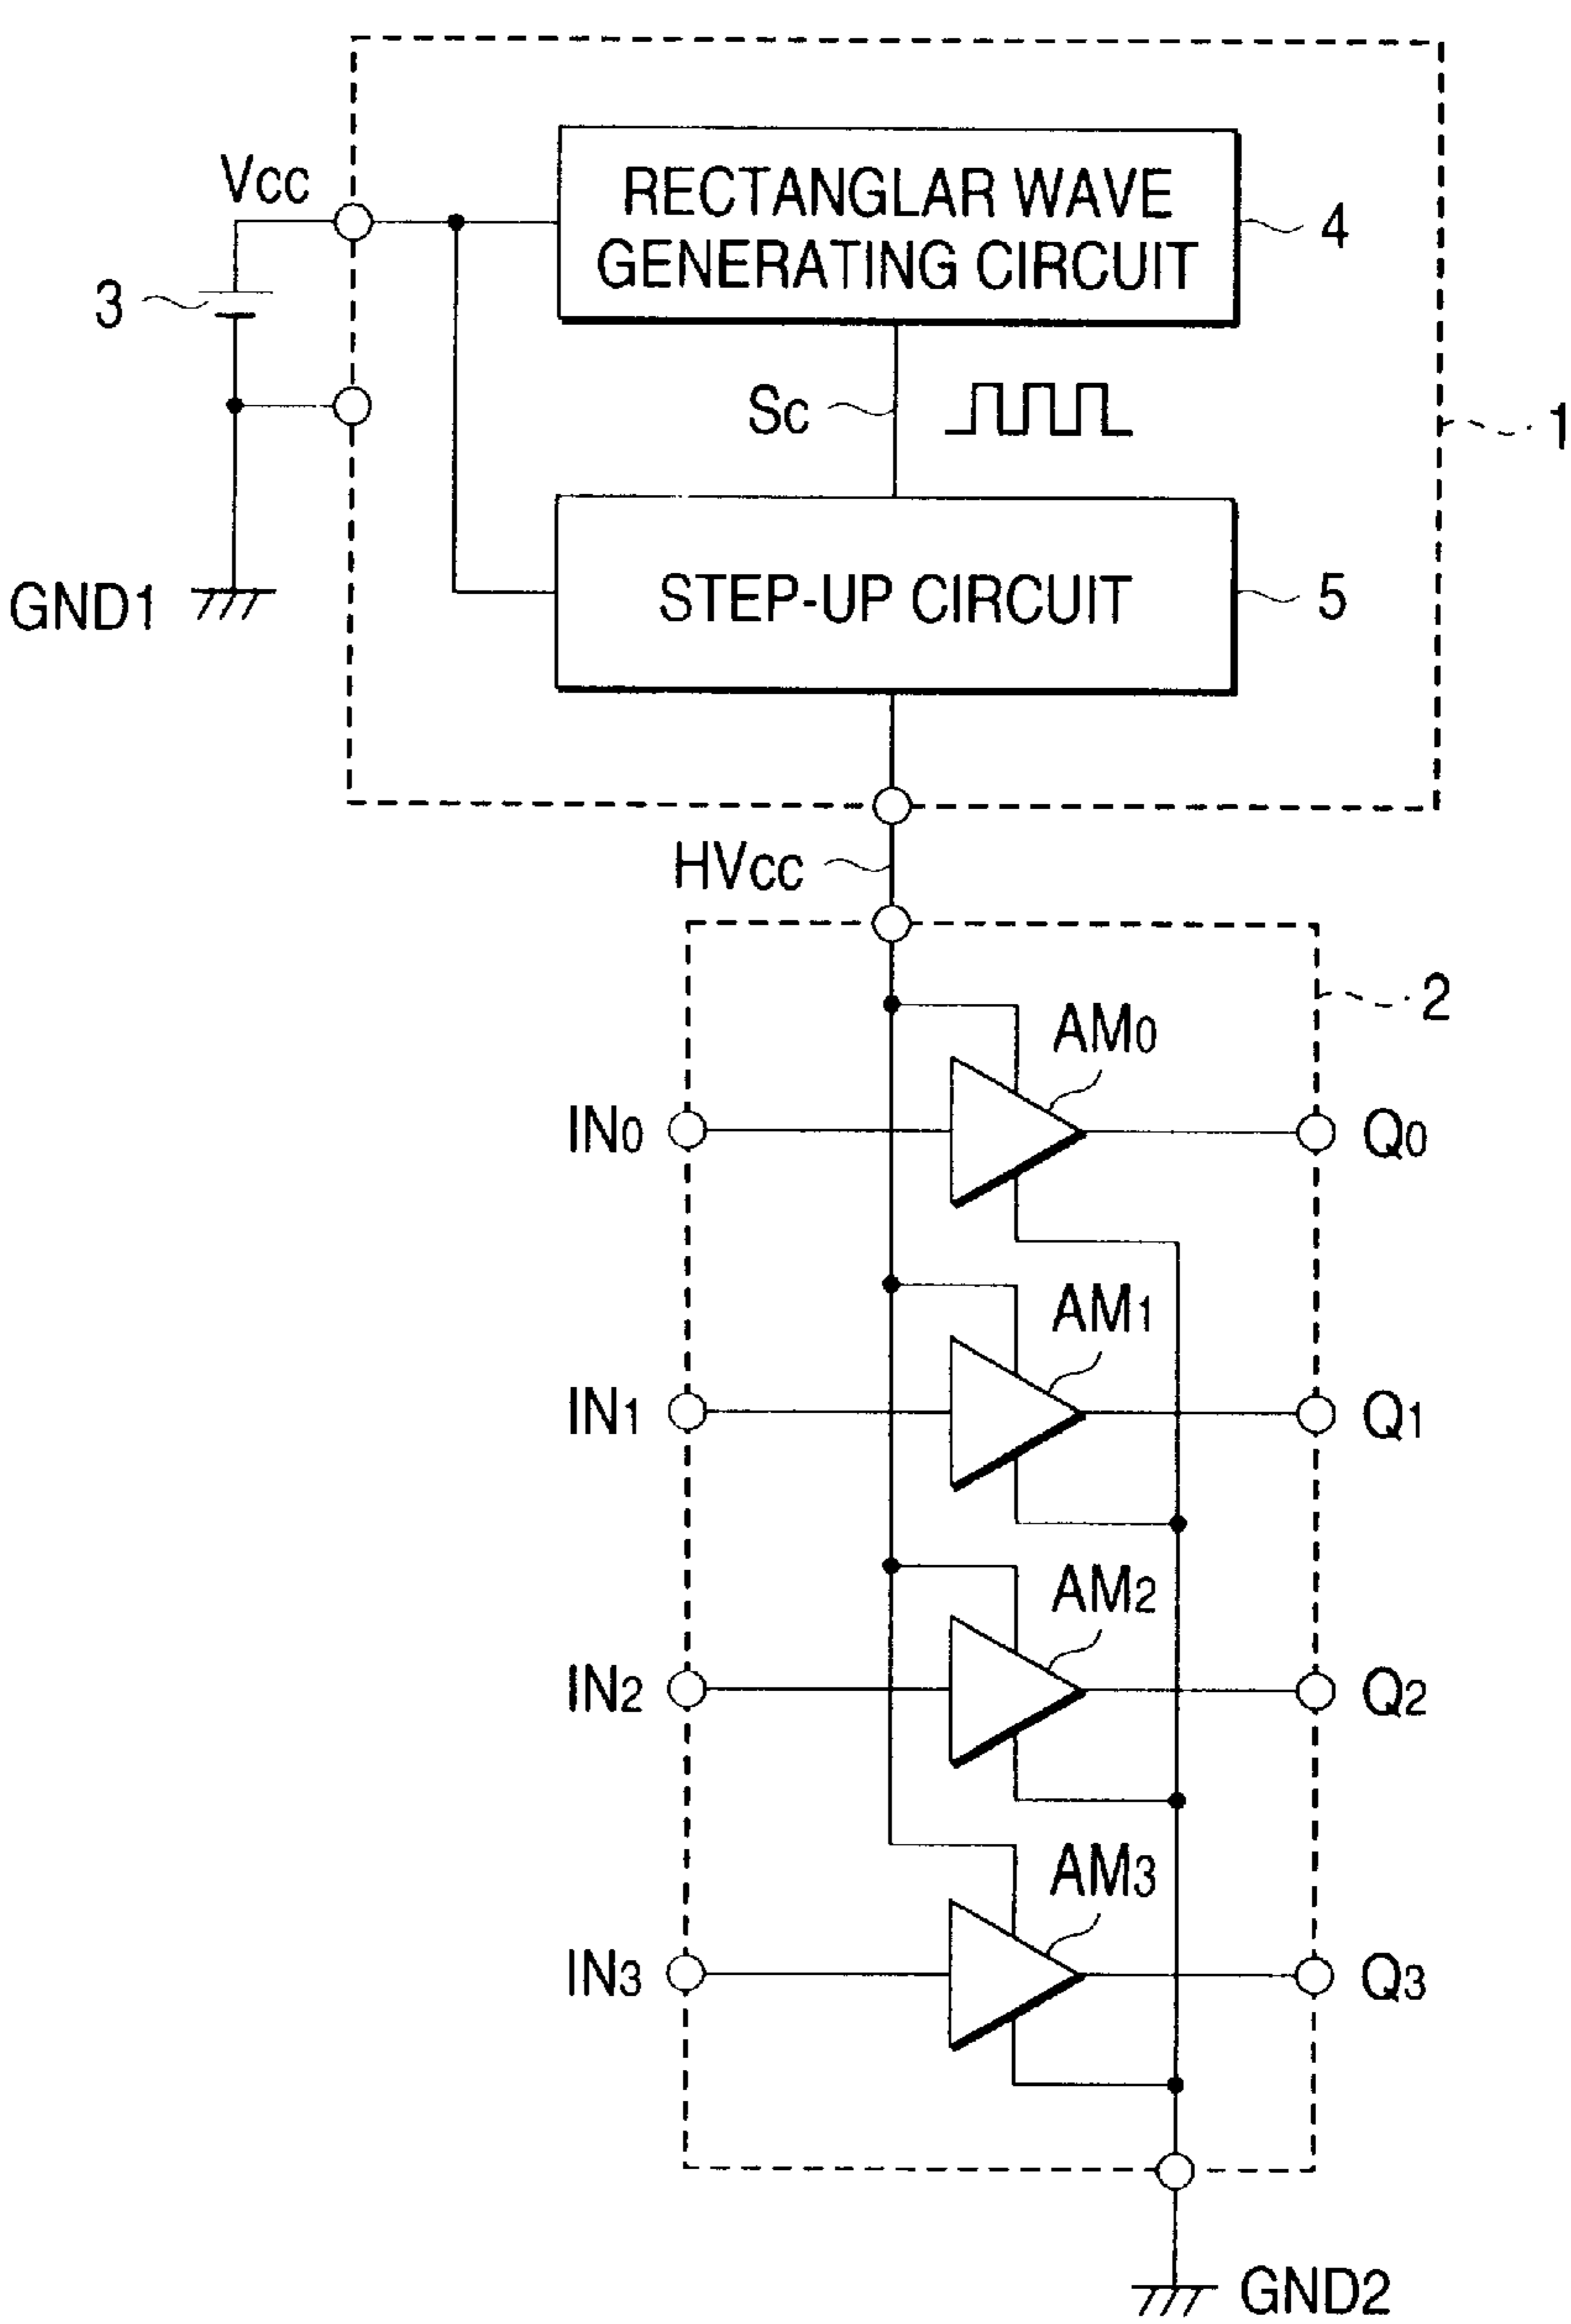 Vcc
RECTANGLAR WAVE
GENERATING CIRCUIT
4
3
Sc
1
GND1
STEP-UP CIRCUIT
5
HVcc
2
AM0
IN0
Q0
AM1
IN1
Q1
AM2
IN2
Q2
AM3
IN3
Q3
GND2